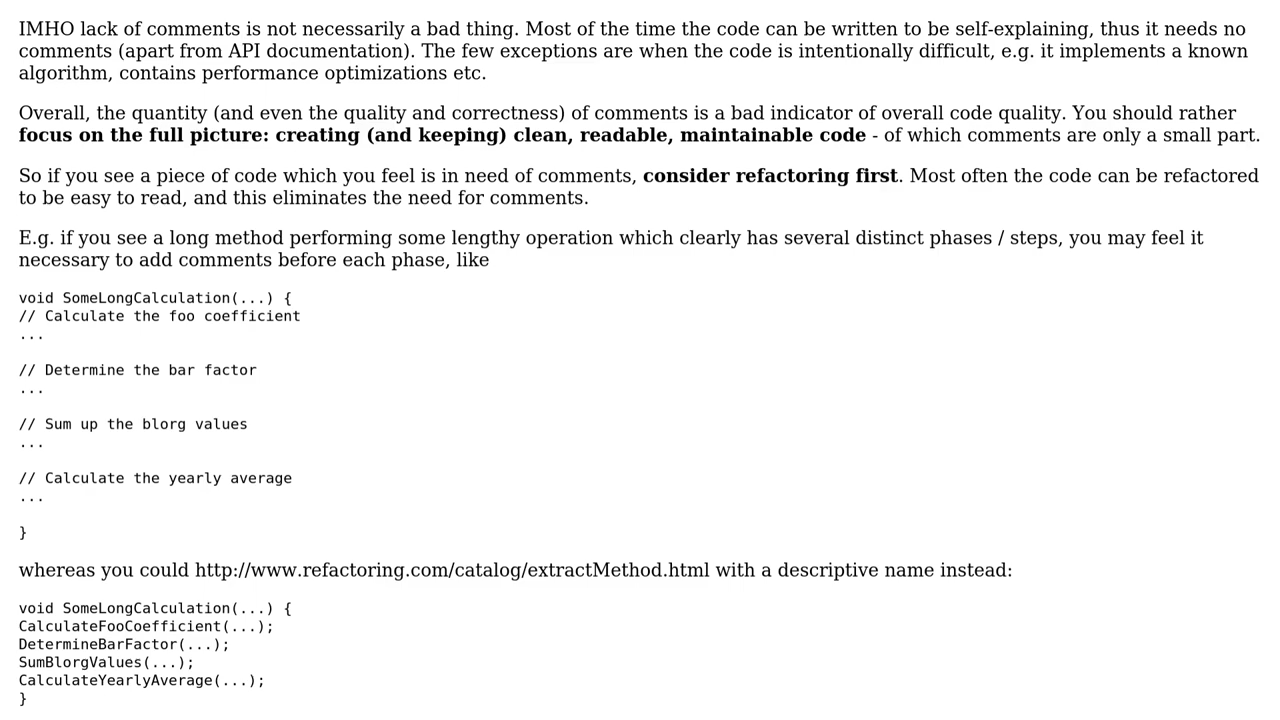 IMHO lack of comments is not necessarily a bad thing. Most of the time the code can be written to be self-explaining, thus it needs no
comments (apart from API documentation). The few exceptions are when the code is intentionally difficult, e.g. it implements a known
algorithm, contains performance optimizations etc.
Overall, the quantity (and even the quality and correctness) of comments is a bad indicator of overall code quality. You should rather
focus on the full picture: creating (and keeping) clean, readable, maintainable code - of which comments are only a small part.
So if you see a piece of code which you feel is in need of comments, consider refactoring first. Most often the code can be refactored
to be easy to read, and this eliminates the need for comments.
E.g. if you see a long method performing some lengthy operation which clearly has several distinct phases / steps, you may feel it
necessary to add comments before each phase, like
void SomeLongCalculation(...) {
// Calculate the foo coefficient
...
// Determine the bar factor
...
// Sum up the blorg values
...
// Calculate the yearly average
...
}
whereas you could http://www.refactoring.com/catalog/extractMethod.html with a descriptive name instead:
void SomeLongCalculation(...) {
CalculateFooCoefficient(...);
DetermineBarFactor(...);
SumBlorgValues(...);
CalculateYearlyAverage(...);
}